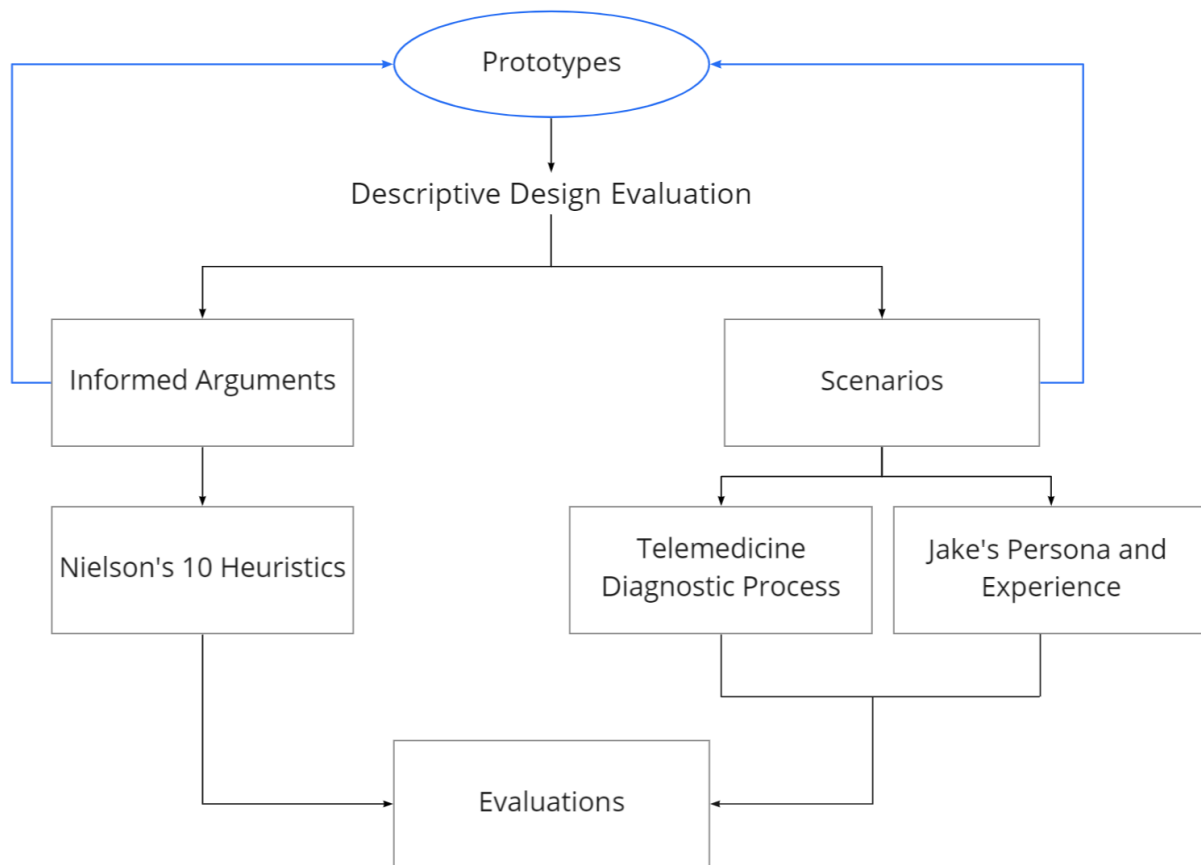 Prototypes
Descriptive Design Evaluation
Informed Arguments
Scenarios
Nielson's 10 Heuristics
Telemedicine
Diagnostic Process
Jake's Persona and
Experience
Evaluations